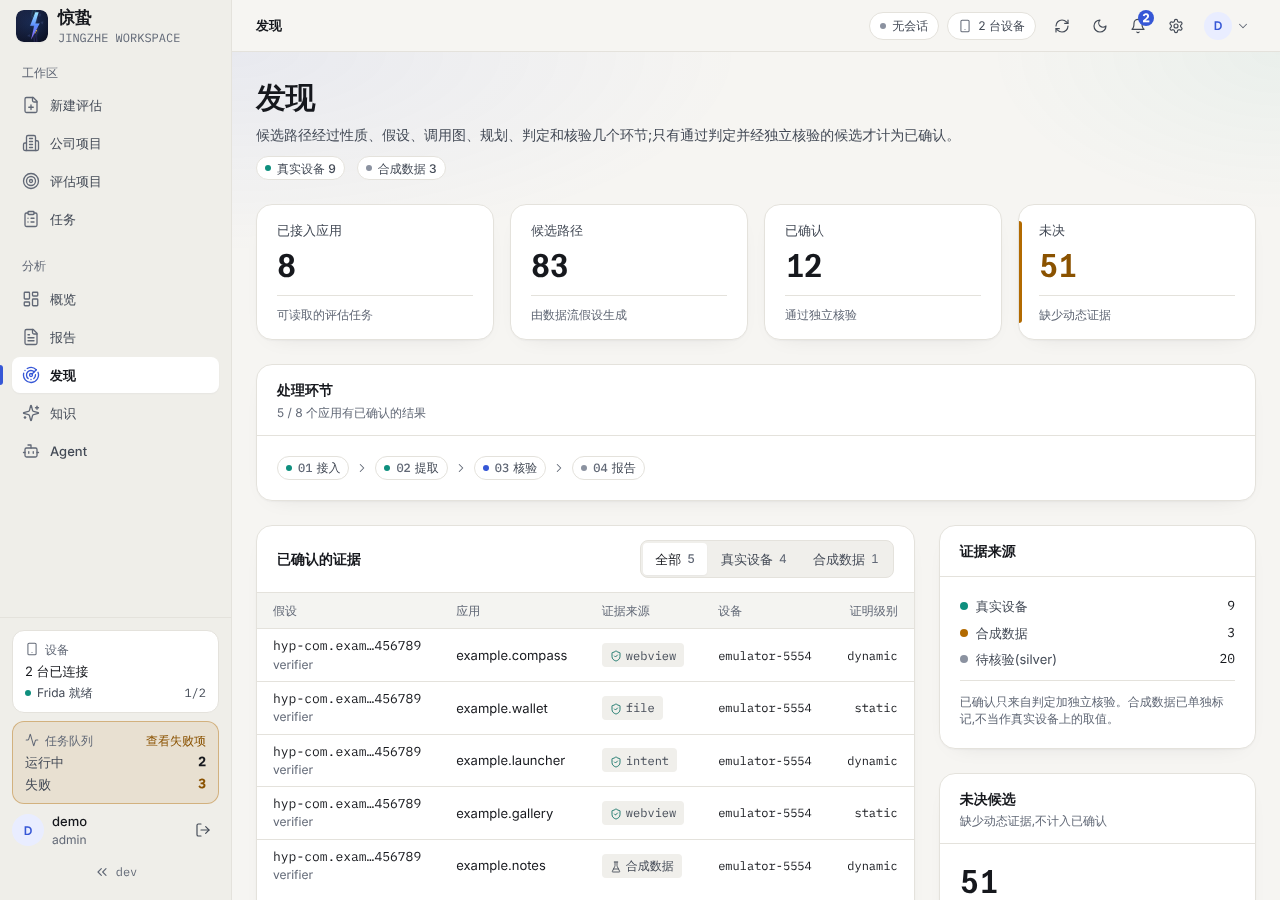 惊蛰
JINGZHE WORKSPACE
工作区
新建评估
公司项目
评估项目
任务
分析
概览
报告
发现
知识
Agent
设备
2 台已连接
Frida 就绪 1/2
任务队列 查看失败项
运行中 2
失败 3
D demo
admin
dev
发现
无会话
2 台设备
2
D
发现
候选路径经过性质、假设、调用图、规划、判定和核验几个环节;只有通过判定并经独立核验的候选才计为已确认。
真实设备 9 合成数据 3
已接入应用
8
可读取的评估任务
候选路径
83
由数据流假设生成
已确认
12
通过独立核验
未决
51
缺少动态证据
处理环节
5 / 8 个应用有已确认的结果
01 接入 02 提取 03 核验 04 报告
已确认的证据
全部 5 真实设备 4 合成数据 1
假设 应用 证据来源 设备 证明级别
hyp-com.exam…456789 example.compass webview emulator-5554 dynamic
verifier
hyp-com.exam…456789 example.wallet file emulator-5554 static
verifier
hyp-com.exam…456789 example.launcher intent emulator-5554 dynamic
verifier
hyp-com.exam…456789 example.gallery webview emulator-5554 static
verifier
hyp-com.exam…456789 example.notes 合成数据 emulator-5554 dynamic
verifier
证据来源
真实设备 9
合成数据 3
待核验(silver) 20
已确认只来自判定加独立核验。合成数据已单独标
记,不当作真实设备上的取值。
未决候选
缺少动态证据,不计入已确认
51